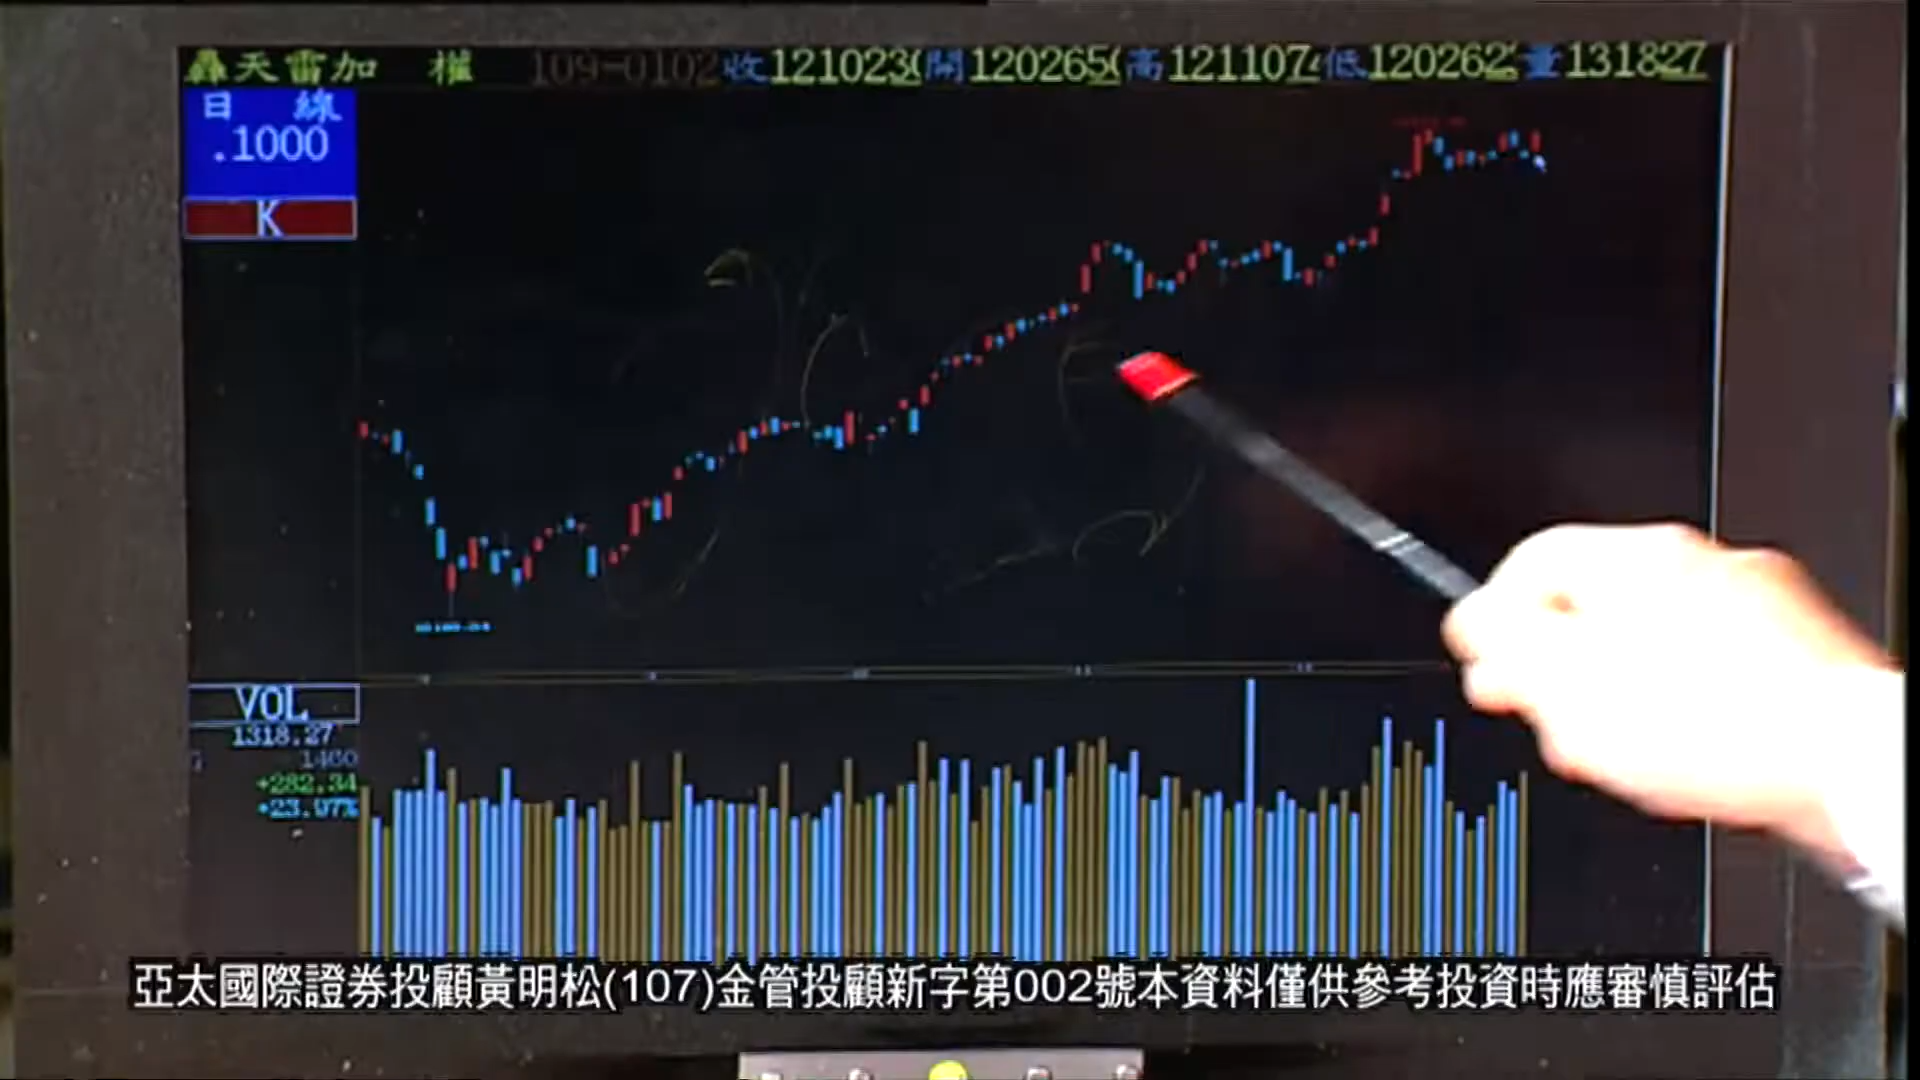 轟天雷加 權 109-0102 收121023 開120265 高121107 低120262 量131827
日 線
.1000
K
VOL
1318.27
1460
+282.34
+23.97%
亞太國際證券投顧黃明松(107)金管投顧新字第002號本資料僅供參考投資時應審慎評估